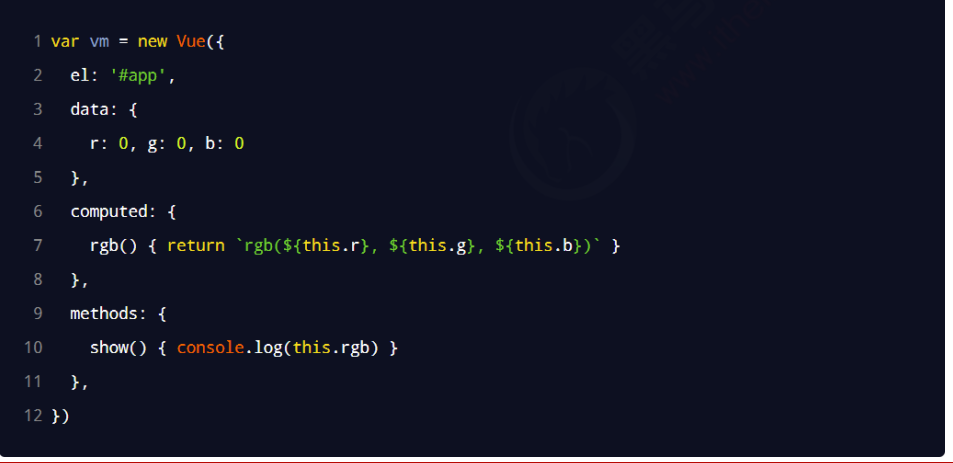 1 var vm = new Vue({
2   el: '#app',
3   data: {
4     r: 0, g: 0, b: 0
5   },
6   computed: {
7     rgb() { return `rgb(${this.r}, ${this.g}, ${this.b})` }
8   },
9   methods: {
10     show() { console.log(this.rgb) }
11   },
12 })